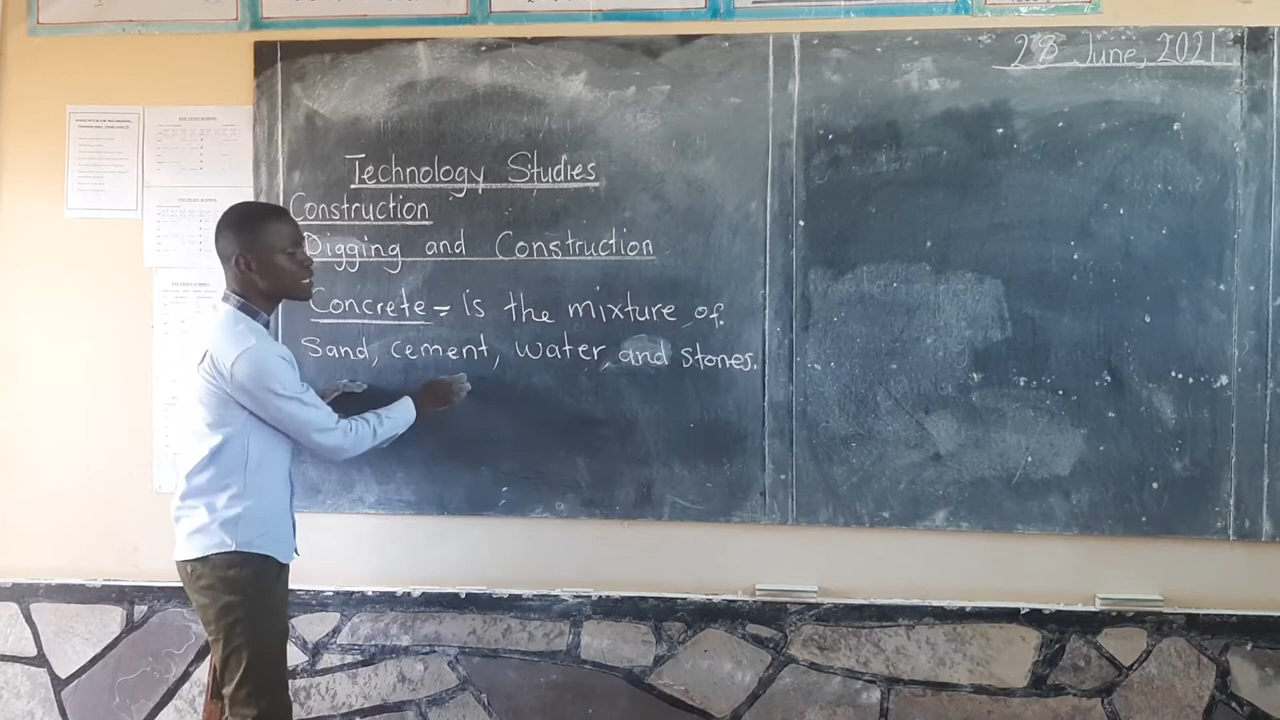 28 June, 2021
Technology Studies
Construction
Digging and Construction
Concrete = Is the mixture of
Sand, cement, water, and stones.